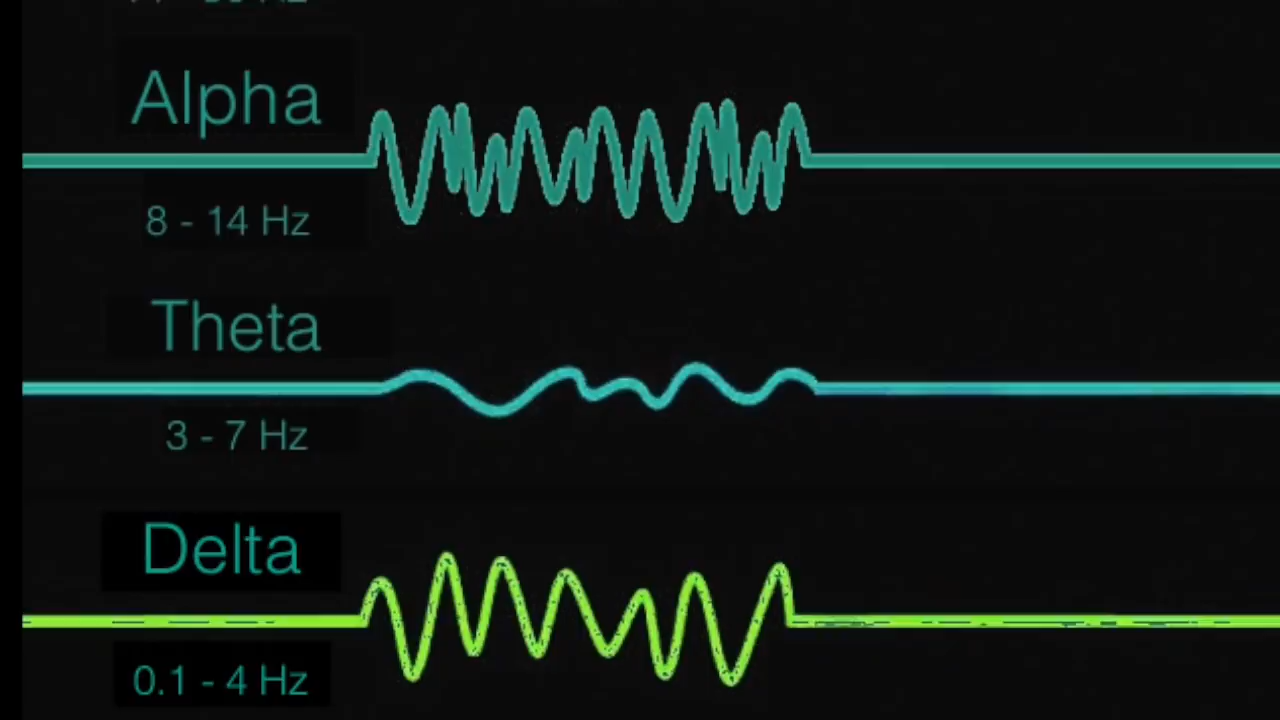 Alpha
8 - 14 Hz
Theta
3 - 7 Hz
Delta
0.1 - 4 Hz